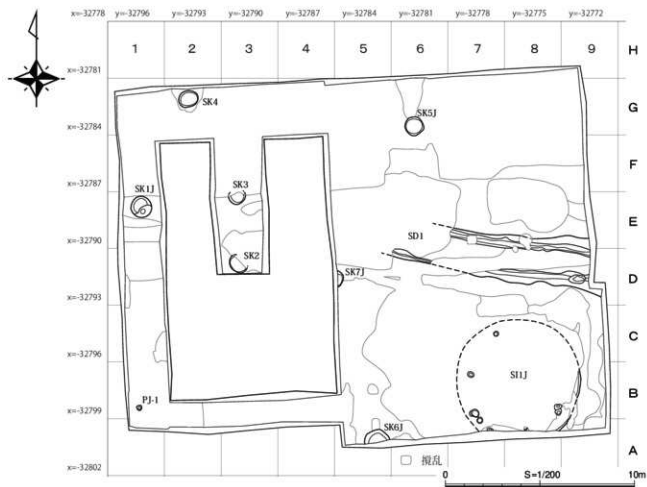 x=-32778 y=-32796 y=-32793 y=-32790 y=-32787 y=-32784 y=-32781 y=-32778 y=-32775 y=-32772
1 2 3 4 5 6 7 8 9 H
x=-32781
SK4
SK5J
G
x=-32784
F
x=-32787
SK1J
SK3
E
SD1
x=-32790
SK2
SK7J
D
x=-32793
C
x=-32796
SI1J
B
PJ-1
x=-32799
SK6J
A
撹乱
x=-32802
0 S=1/200 10m